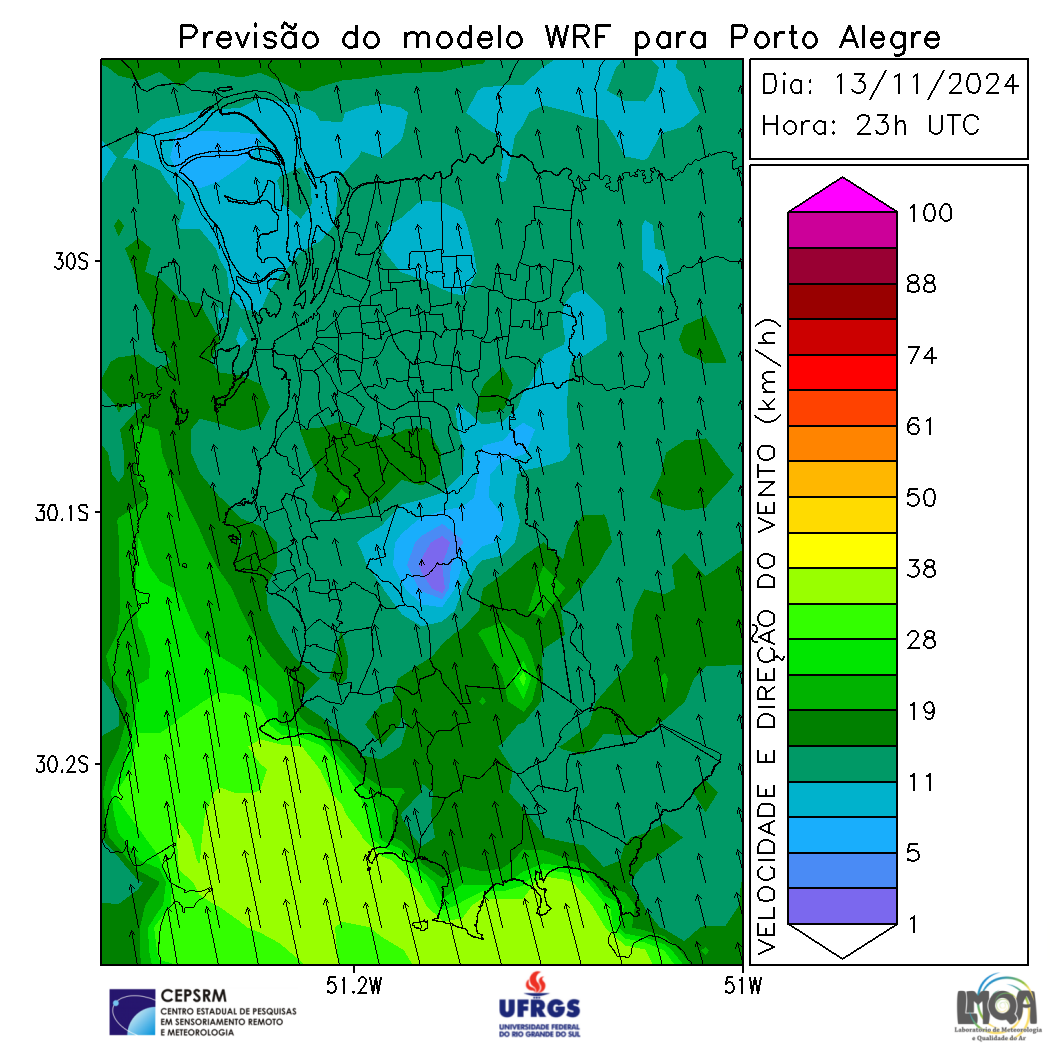 Previsão do modelo WRF para Porto Alegre
Dia: 13/11/2024
Hora: 23h UTC
30S
30.1S
30.2S
51.2W
51W
VELOCIDADE E DIREÇÃO DO VENTO (km/h)
100
88
74
61
50
38
28
19
11
5
1
CEPSRM
CENTRO ESTADUAL DE PESQUISAS
EM SENSORIAMENTO REMOTO
E METEOROLOGIA
UFRGS
UNIVERSIDADE FEDERAL
DO RIO GRANDE DO SUL
LMQA
Laboratório de Meteorologia
e Qualidade do Ar